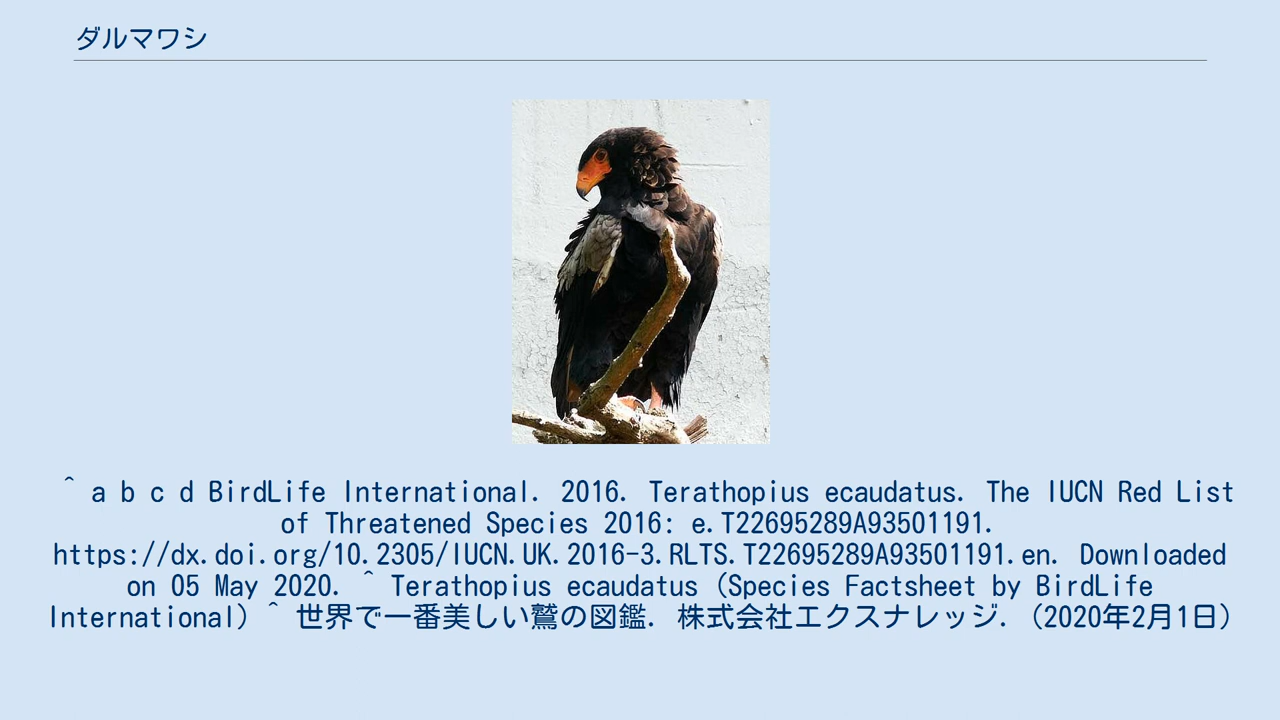 ダルマワシ
^ a b c d BirdLife International. 2016. Terathopius ecaudatus. The IUCN Red List
of Threatened Species 2016: e.T22695289A93501191.
https://dx.doi.org/10.2305/IUCN.UK.2016-3.RLTS.T22695289A93501191.en. Downloaded
on 05 May 2020. ^ Terathopius ecaudatus (Species Factsheet by BirdLife
International) ^ 世界で一番美しい鷲の図鑑. 株式会社エクスナレッジ. (2020年2月1日)